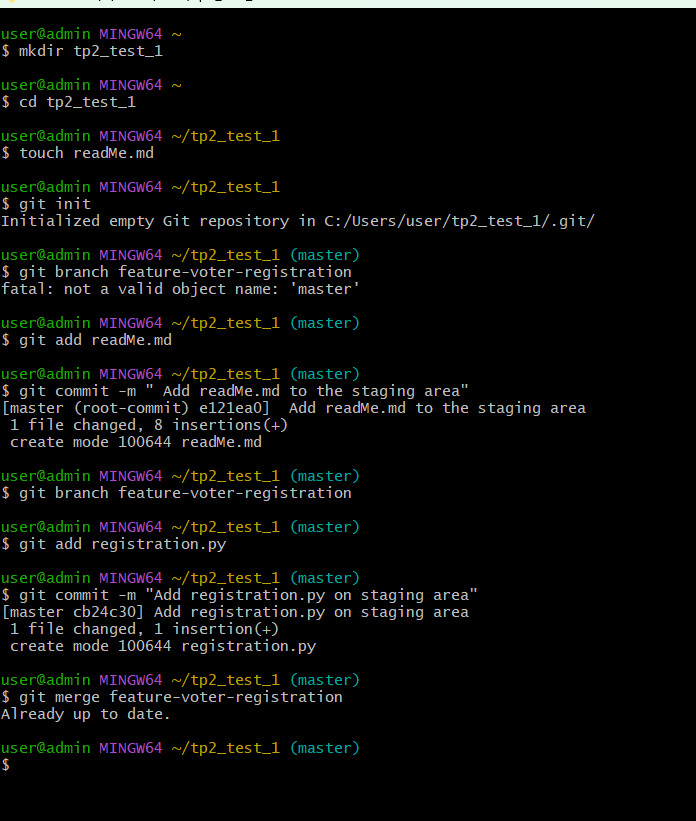 user@admin MINGW64 ~
$ mkdir tp2_test_1
user@admin MINGW64 ~
$ cd tp2_test_1
user@admin MINGW64 ~/tp2_test_1
$ touch readMe.md
user@admin MINGW64 ~/tp2_test_1
$ git init
Initialized empty Git repository in C:/Users/user/tp2_test_1/.git/
user@admin MINGW64 ~/tp2_test_1 (master)
$ git branch feature-voter-registration
fatal: not a valid object name: 'master'
user@admin MINGW64 ~/tp2_test_1 (master)
$ git add readMe.md
user@admin MINGW64 ~/tp2_test_1 (master)
$ git commit -m " Add readMe.md to the staging area"
[master (root-commit) e121ea0]  Add readMe.md to the staging area
 1 file changed, 8 insertions(+)
 create mode 100644 readMe.md
user@admin MINGW64 ~/tp2_test_1 (master)
$ git branch feature-voter-registration
user@admin MINGW64 ~/tp2_test_1 (master)
$ git add registration.py
user@admin MINGW64 ~/tp2_test_1 (master)
$ git commit -m "Add registration.py on staging area"
[master cb24c30] Add registration.py on staging area
 1 file changed, 1 insertion(+)
 create mode 100644 registration.py
user@admin MINGW64 ~/tp2_test_1 (master)
$ git merge feature-voter-registration
Already up to date.
user@admin MINGW64 ~/tp2_test_1 (master)
$